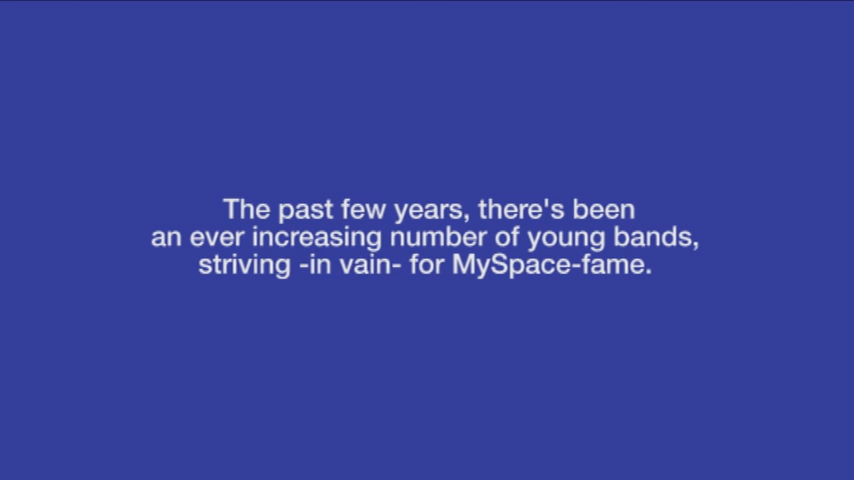 The past few years, there's been
an ever increasing number of young bands,
striving -in vain- for MySpace-fame.